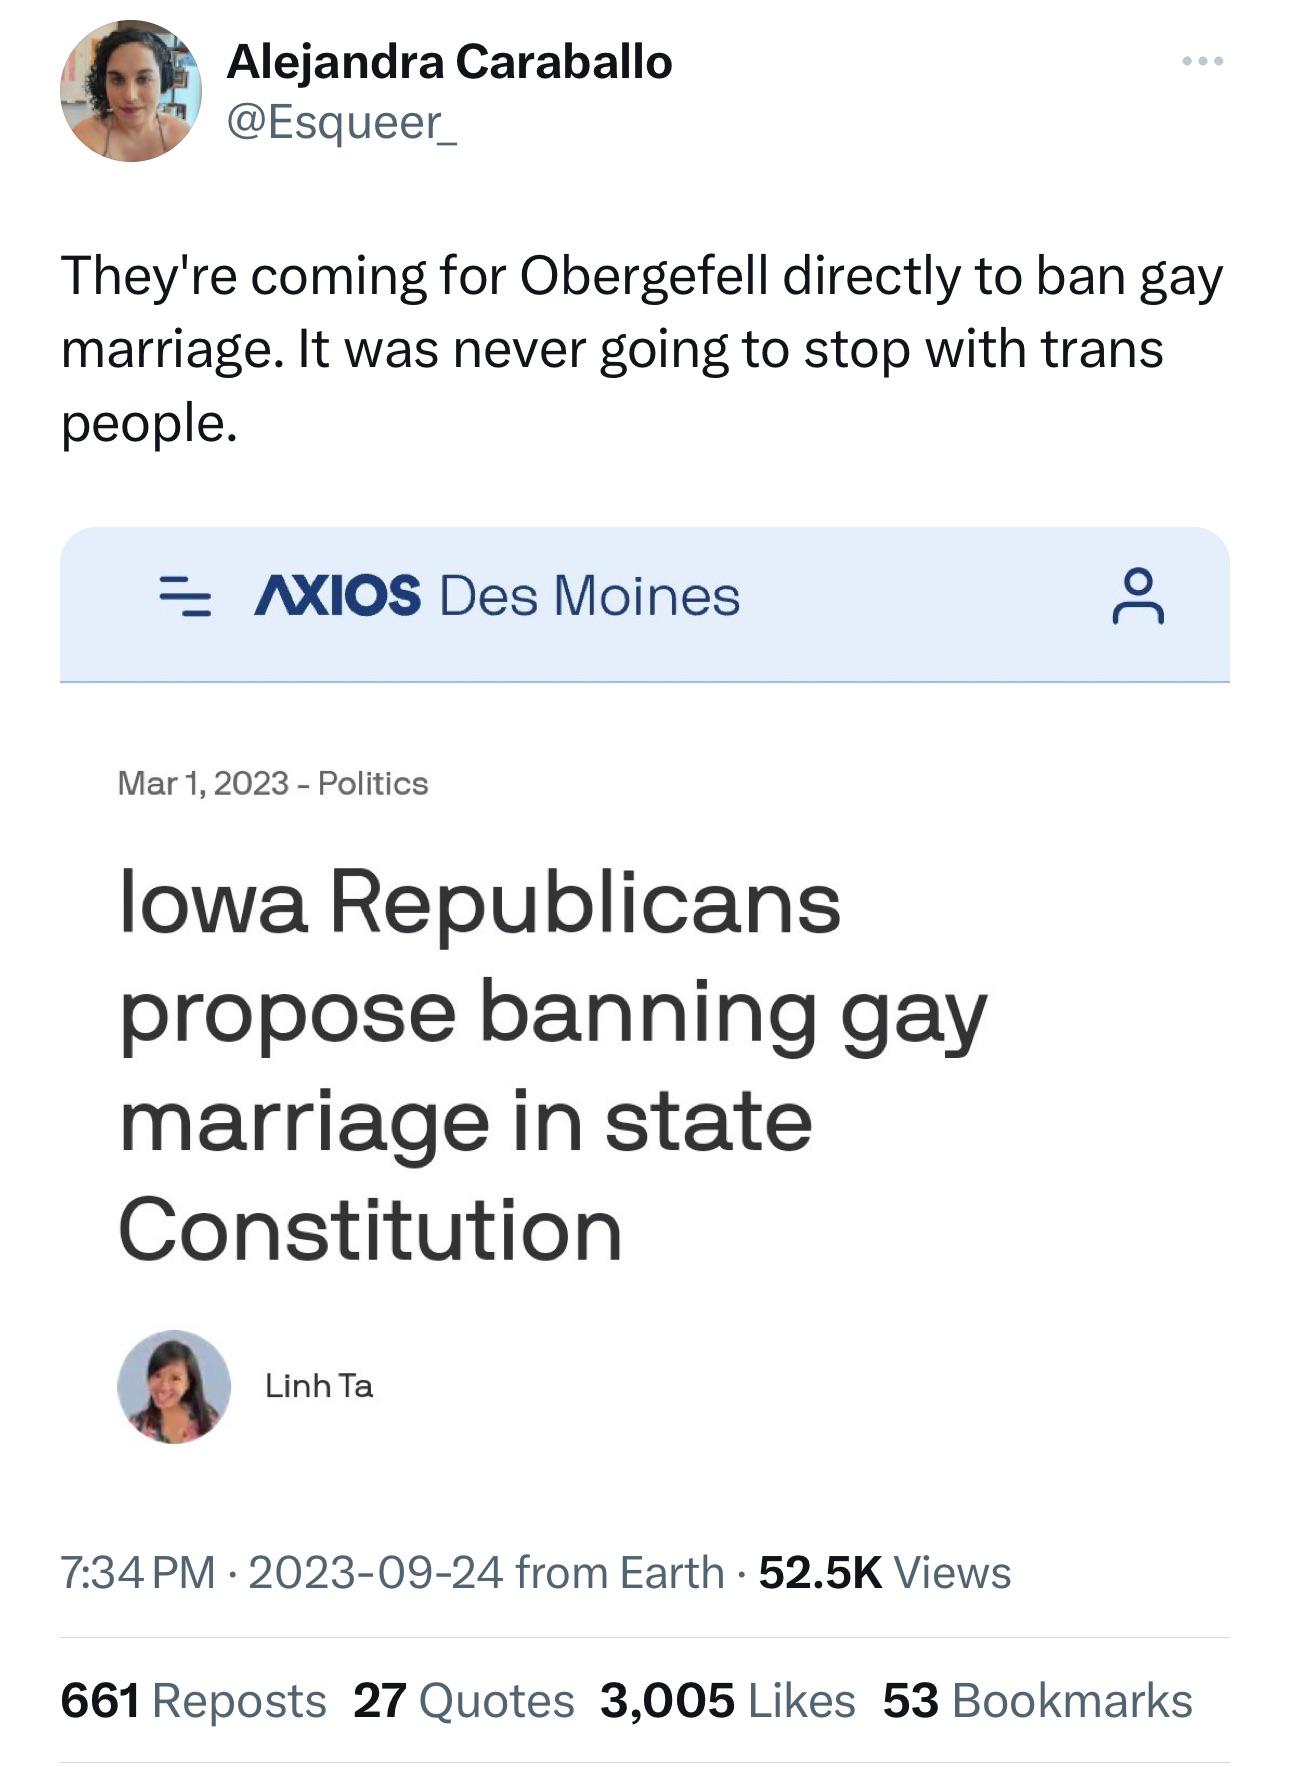 Alejandra Caraballo
@Esqueer_
They're coming for Obergefell directly to ban gay
marriage. It was never going to stop with trans
people.
AXIOS Des Moines
Mar 1, 2023 - Politics
Iowa Republicans
propose banning gay
marriage in state
Constitution
Linh Ta
7:34 PM · 2023-09-24 from Earth · 52.5K Views
661 Reposts 27 Quotes 3,005 Likes 53 Bookmarks